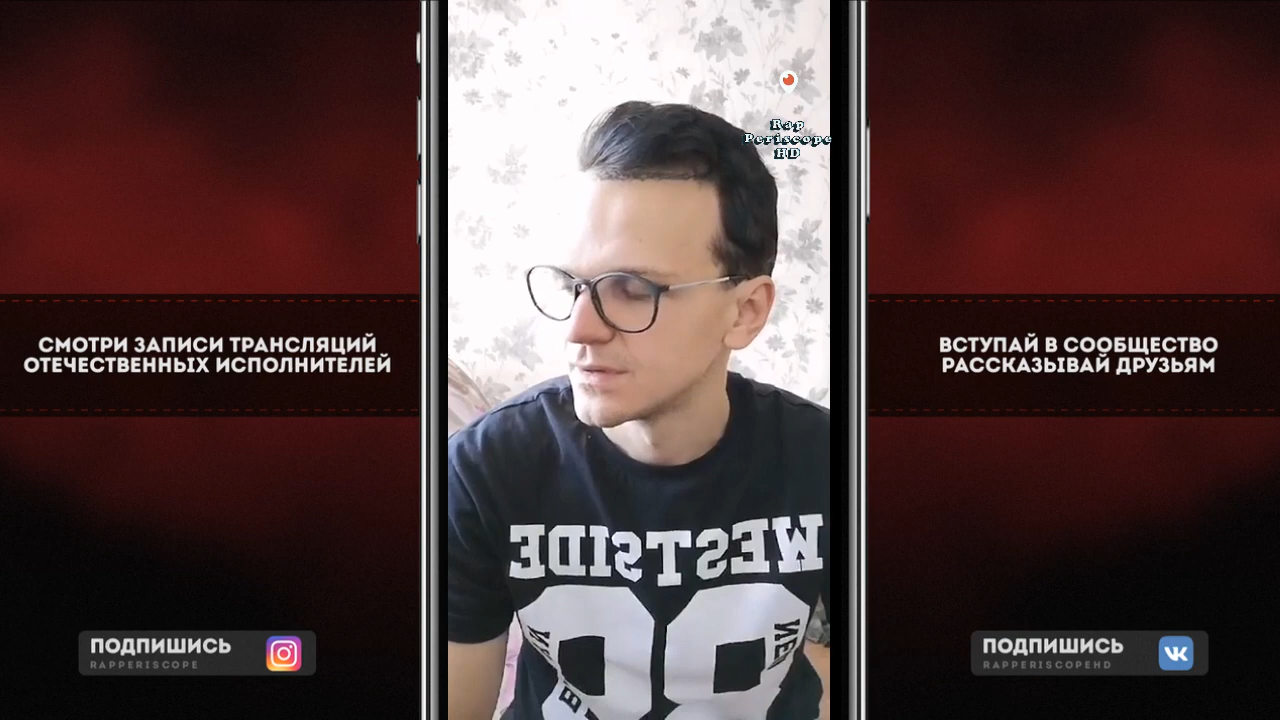 Rap
Periscope
HD
СМОТРИ ЗАПИСИ ТРАНСЛЯЦИЙ
ОТЕЧЕСТВЕННЫХ ИСПОЛНИТЕЛЕЙ
ВСТУПАЙ В СООБЩЕСТВО
РАССКАЗЫВАЙ ДРУЗЬЯМ
WESTSIDE
ПОДПИШИСЬ
RAPPERISCOPE
ПОДПИШИСЬ
RAPPERISCOPEHD